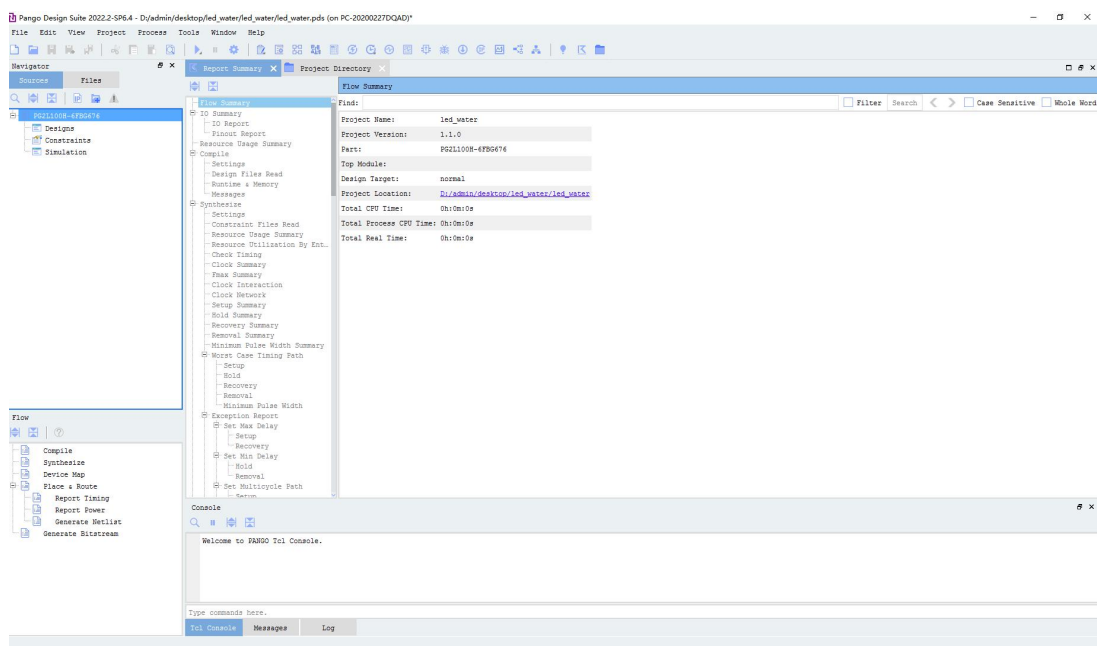 Pango Design Suite 2022.2-SP6.4 - D:/admin/desktop/led_water/led_water/led_water.pds (on PC-20200227DQAD)*
File Edit View Project Process Tools Window Help
Navigator
Sources Files
PG2L100H-6FBG676
Designs
Constraints
Simulation
Flow
Compile
Synthesize
Device Map
Place & Route
Report Timing
Report Power
Generate Netlist
Generate Bitstream
Report Summary Project Directory
Flow Summary
IO Summary
IO Report
Pinout Report
Resource Usage Summary
Compile
Settings
Design Files Read
Runtime & Memory
Messages
Synthesize
Settings
Constraint Files Read
Resource Usage Summary
Resource Utilization By Ent...
Check Timing
Clock Summary
Fmax Summary
Clock Interaction
Clock Network
Setup Summary
Hold Summary
Recovery Summary
Removal Summary
Minimum Pulse Width Summary
Worst Case Timing Path
Setup
Hold
Recovery
Removal
Minimum Pulse Width
Exception Report
Set Max Delay
Setup
Recovery
Set Min Delay
Hold
Removal
Set Multicycle Path
Setup
Flow Summary
Find: Filter Search Case Sensitive Whole Word
Project Name: led_water
Project Version: 1.1.0
Part: PG2L100H-6FBG676
Top Module:
Design Target: normal
Project Location: D:/admin/desktop/led_water/led_water
Total CPU Time: 0h:0m:0s
Total Process CPU Time: 0h:0m:0s
Total Real Time: 0h:0m:0s
Console
Welcome to PANGO Tcl Console.
Type commands here.
Tcl Console Messages Log